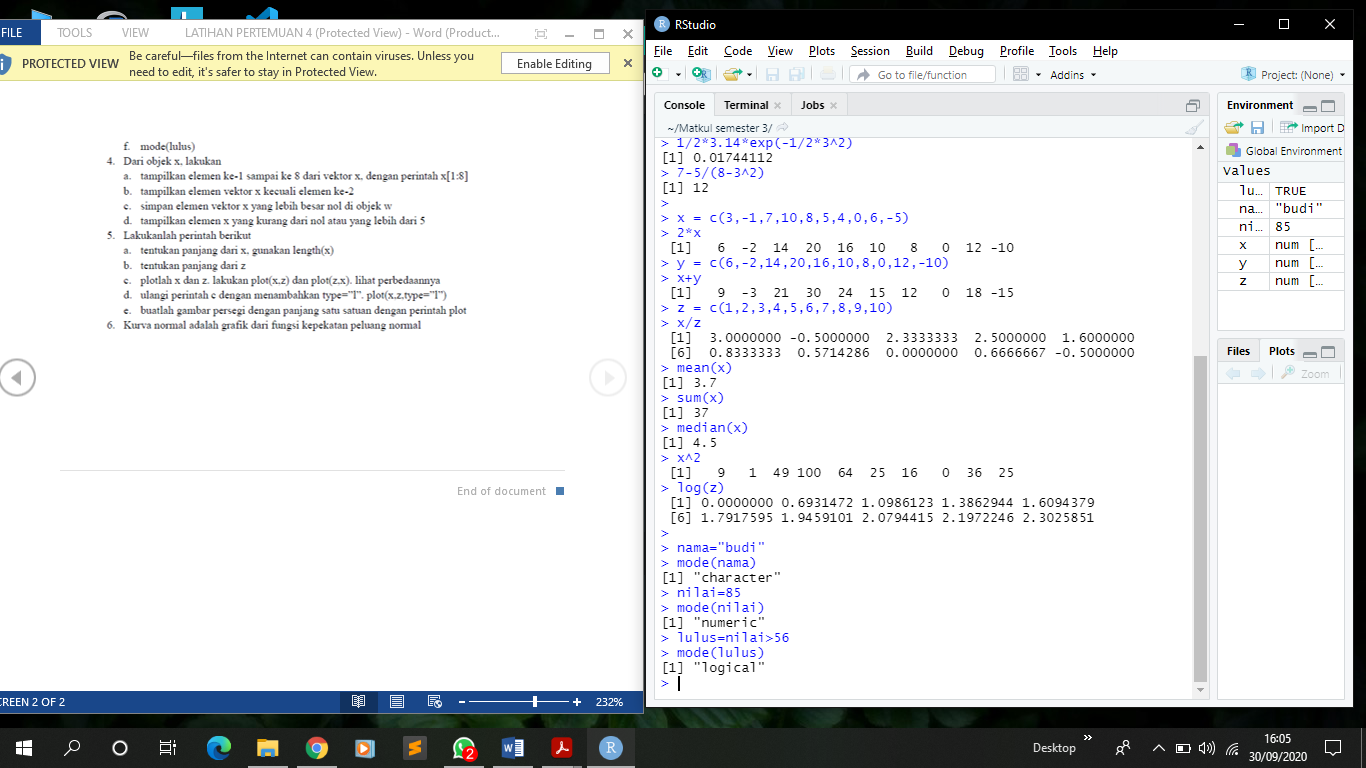 FILE TOOLS VIEW LATIHAN PERTEMUAN 4 (Protected View) - Word (Product...
PROTECTED VIEW Be careful—files from the Internet can contain viruses. Unless you
need to edit, it's safer to stay in Protected View.
Enable Editing
f. mode(lulus)
4. Dari objek x, lakukan
a. tampilkan elemen ke-1 sampai ke 8 dari vektor x, dengan perintah x[1:8]
b. tampilkan elemen vektor x kecuali elemen ke-2
c. simpan elemen vektor x yang lebih besar nol di objek w
d. tampilkan elemen x yang kurang dari nol atau yang lebih dari 5
5. Lakukanlah perintah berikut
a. tentukan panjang dari x, gunakan length(x)
b. tentukan panjang dari z
c. plotlah x dan z. lakukan plot(x,z) dan plot(z,x). lihat perbedaannya
d. ulangi perintah c dengan menambahkan type="l". plot(x,z,type="l")
e. buatlah gambar persegi dengan panjang satu satuan dengan perintah plot
6. Kurva normal adalah grafik dari fungsi kepekatan peluang normal
End of document
CREEN 2 OF 2
232%
RStudio
File Edit Code View Plots Session Build Debug Profile Tools Help
Go to file/function
Addins
Project: (None)
Console Terminal Jobs
~/Matkul semester 3/
> 1/2*3.14*exp(-1/2*3^2)
[1] 0.01744112
> 7-5/(8-3^2)
[1] 12
>
> x = c(3,-1,7,10,8,5,4,0,6,-5)
> 2*x
[1] 6 -2 14 20 16 10 8 0 12 -10
> y = c(6,-2,14,20,16,10,8,0,12,-10)
> x+y
[1] 9 -3 21 30 24 15 12 0 18 -15
> z = c(1,2,3,4,5,6,7,8,9,10)
> x/z
[1] 3.0000000 -0.5000000 2.3333333 2.5000000 1.6000000
[6] 0.8333333 0.5714286 0.0000000 0.6666667 -0.5000000
> mean(x)
[1] 3.7
> sum(x)
[1] 37
> median(x)
[1] 4.5
> x^2
[1] 9 1 49 100 64 25 16 0 36 25
> log(z)
[1] 0.0000000 0.6931472 1.0986123 1.3862944 1.6094379
[6] 1.7917595 1.9459101 2.0794415 2.1972246 2.3025851
>
> nama="budi"
> mode(nama)
[1] "character"
> nilai=85
> mode(nilai)
[1] "numeric"
> lulus=nilai>56
> mode(lulus)
[1] "logical"
>
Environment
Import D
Global Environment
Values
lu... TRUE
na... "budi"
ni... 85
x num [...
y num [...
z num [...
Files Plots
Zoom
2
Desktop
16:05
30/09/2020